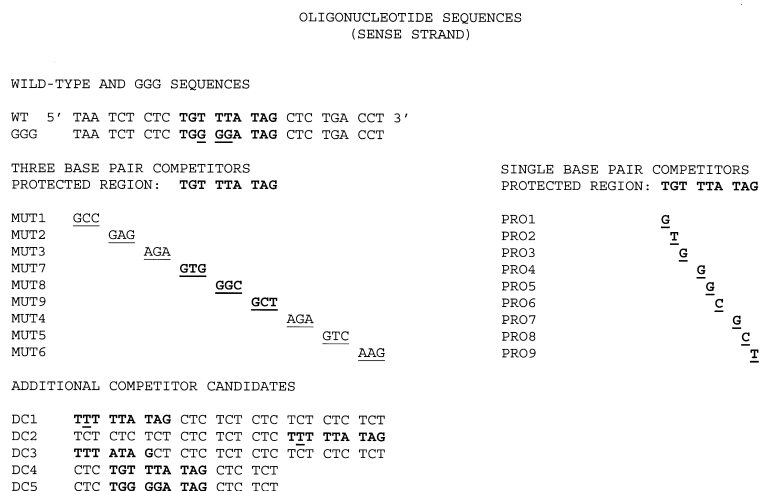 OLIGONUCLEOTIDE SEQUENCES
(SENSE STRAND)
WILD-TYPE AND GGG SEQUENCES
WT 5' TAA TCT CTC TGT TTA TAG CTC TGA CCT 3'
GGG TAA TCT CTC TGG GGA TAG CTC TGA CCT
THREE BASE PAIR COMPETITORS
PROTECTED REGION: TGT TTA TAG
MUT1 GCC
MUT2 GAG
MUT3 AGA
MUT7 GTG
MUT8 GGC
MUT9 GCT
MUT4 AGA
MUT5 GTC
MUT6 AAG
SINGLE BASE PAIR COMPETITORS
PROTECTED REGION: TGT TTA TAG
PRO1 G
PRO2 T
PRO3 G
PRO4 G
PRO5 G
PRO6 C
PRO7 G
PRO8 C
PRO9 T
ADDITIONAL COMPETITOR CANDIDATES
DC1 TTT TTA TAG CTC TCT CTC TCT CTC TCT
DC2 TCT CTC TCT CTC TCT CTC TTT TTA TAG
DC3 TTT ATA GCT CTC TCT CTC TCT CTC TCT
DC4 CTC TGT TTA TAG CTC TCT
DC5 CTC TGG GGA TAG CTC TCT